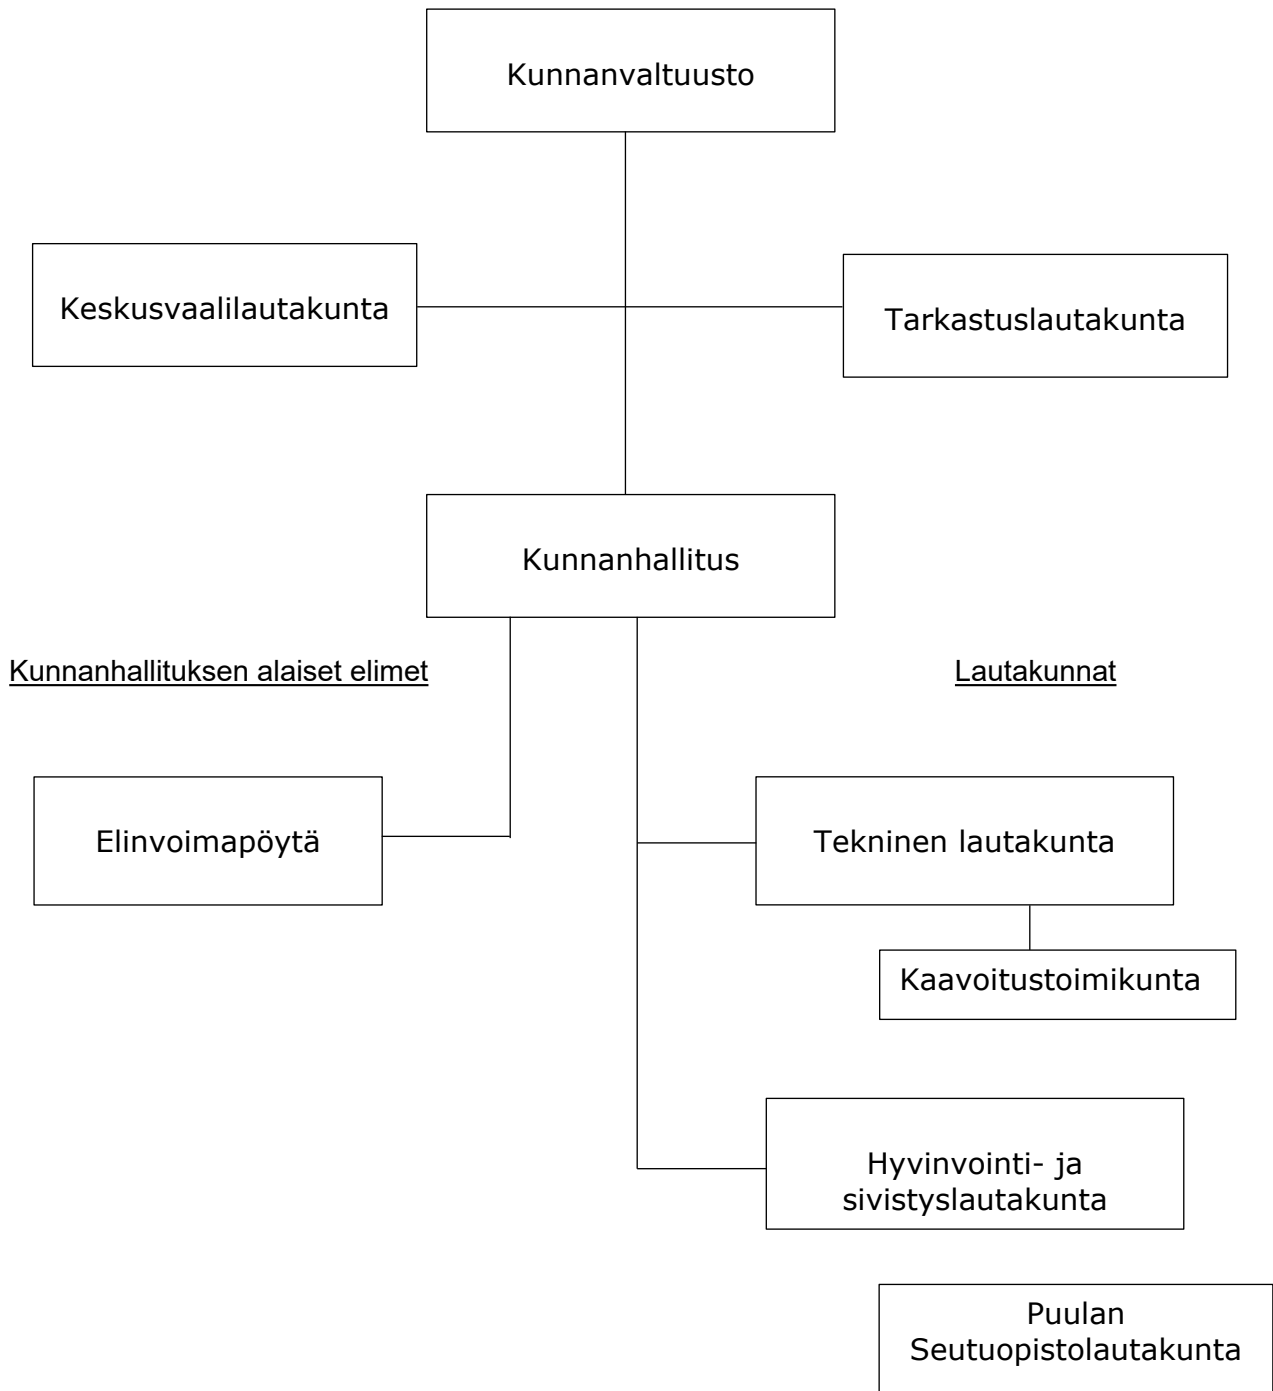 Kunnanvaltuusto
Keskusvaalilautakunta
Tarkastuslautakunta
Kunnanhallitus
Kunnanhallituksen alaiset elimet
Lautakunnat
Elinvoimapöytä
Tekninen lautakunta
Kaavoitustoimikunta
Hyvinvointi- ja
sivistyslautakunta
Puulan
Seutuopistolautakunta